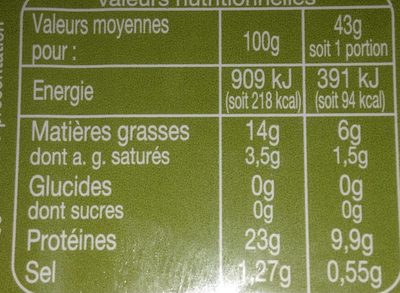 valeurs nutritionnelles
Valeurs moyennes pour : 100g 43g soit 1 portion
Energie 909 kJ (soit 218 kcal) 391 kJ (soit 94 kcal)
Matières grasses 14g 6g
dont a. g. saturés 3,5g 1,5g
Glucides 0g 0g
dont sucres 0g 0g
Protéines 23g 9,9g
Sel 1,27g 0,55g